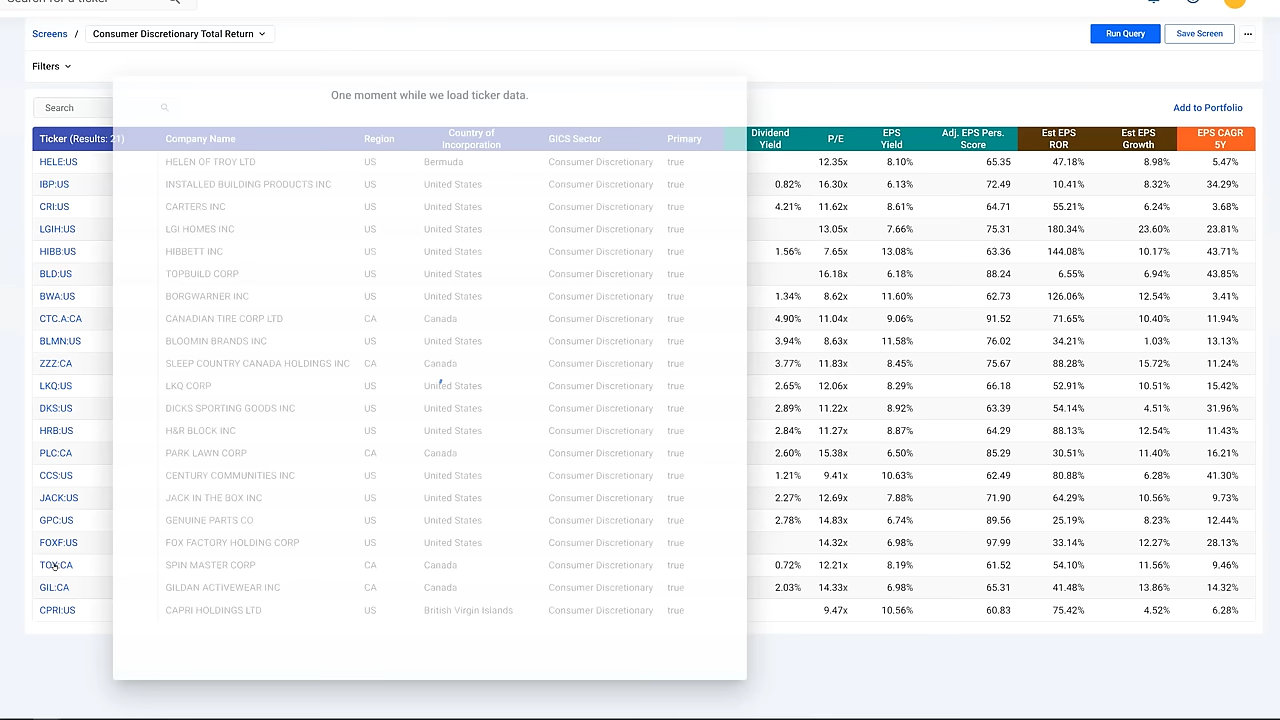 Search for a ticker
Screens / Consumer Discretionary Total Return Run Query Save Screen ...
Filters
One moment while we load ticker data.
Search Add to Portfolio
Ticker (Results: 21) Company Name Region Country of Incorporation GICS Sector Primary Dividend Yield P/E EPS Yield Adj. EPS Pers. Score Est EPS ROR Est EPS Growth EPS CAGR 5Y
HELE:US HELEN OF TROY LTD US Bermuda Consumer Discretionary true 12.35x 8.10% 65.35 47.18% 8.98% 5.47%
IBP:US INSTALLED BUILDING PRODUCTS INC US United States Consumer Discretionary true 0.82% 16.30x 6.13% 72.49 10.41% 8.32% 34.29%
CRI:US CARTERS INC US United States Consumer Discretionary true 4.21% 11.62x 8.61% 64.71 55.21% 6.24% 3.68%
LGIH:US LGI HOMES INC US United States Consumer Discretionary true 13.05x 7.66% 75.31 180.34% 23.60% 23.81%
HIBB:US HIBBETT INC US United States Consumer Discretionary true 1.56% 7.65x 13.08% 63.36 144.08% 10.17% 43.71%
BLD:US TOPBUILD CORP US United States Consumer Discretionary true 16.18x 6.18% 88.24 6.55% 6.94% 43.85%
BWA:US BORGWARNER INC US United States Consumer Discretionary true 1.34% 8.62x 11.60% 62.73 126.06% 12.54% 3.41%
CTC.A:CA CANADIAN TIRE CORP LTD CA Canada Consumer Discretionary true 4.90% 11.04x 9.06% 91.52 71.65% 10.40% 11.94%
BLMN:US BLOOMIN BRANDS INC US United States Consumer Discretionary true 3.94% 8.63x 11.58% 76.02 34.21% 1.03% 13.13%
ZZZ:CA SLEEP COUNTRY CANADA HOLDINGS INC CA Canada Consumer Discretionary true 3.77% 11.83x 8.45% 75.67 88.28% 15.72% 11.24%
LKQ:US LKQ CORP US United States Consumer Discretionary true 2.65% 12.06x 8.29% 66.18 52.91% 10.51% 15.42%
DKS:US DICKS SPORTING GOODS INC US United States Consumer Discretionary true 2.89% 11.22x 8.92% 63.39 54.14% 4.51% 31.96%
HRB:US H&R BLOCK INC US United States Consumer Discretionary true 2.84% 11.27x 8.87% 64.29 88.13% 12.54% 11.43%
PLC:CA PARK LAWN CORP CA Canada Consumer Discretionary true 2.60% 15.38x 6.50% 85.29 30.51% 11.40% 16.21%
CCS:US CENTURY COMMUNITIES INC US United States Consumer Discretionary true 1.21% 9.41x 10.63% 62.49 80.88% 6.28% 41.30%
JACK:US JACK IN THE BOX INC US United States Consumer Discretionary true 2.27% 12.69x 7.88% 71.90 64.29% 10.56% 9.73%
GPC:US GENUINE PARTS CO US United States Consumer Discretionary true 2.78% 14.83x 6.74% 89.56 25.19% 8.23% 12.44%
FOXF:US FOX FACTORY HOLDING CORP US United States Consumer Discretionary true 14.32x 6.98% 97.99 33.14% 12.27% 28.13%
TOY:CA SPIN MASTER CORP CA Canada Consumer Discretionary true 0.72% 12.21x 8.19% 61.52 54.10% 11.56% 9.46%
GIL:CA GILDAN ACTIVEWEAR INC CA Canada Consumer Discretionary true 2.03% 14.33x 6.98% 65.31 41.48% 13.86% 14.32%
CPRI:US CAPRI HOLDINGS LTD US British Virgin Islands Consumer Discretionary true 9.47x 10.56% 60.83 75.42% 4.52% 6.28%